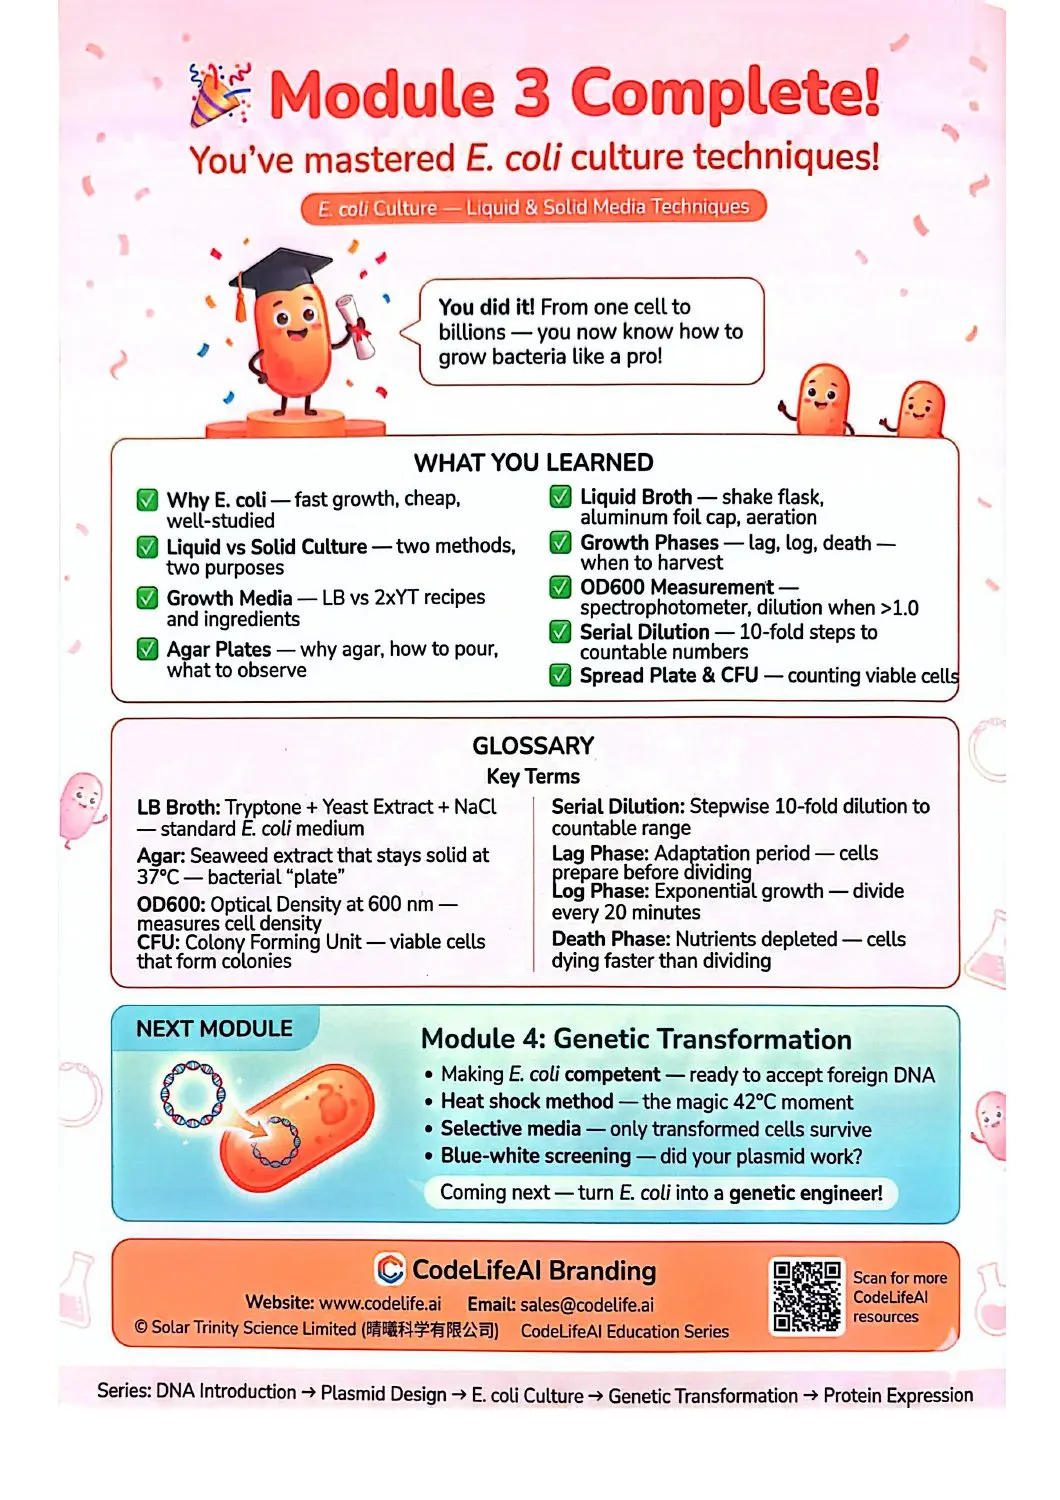 Module 3 Complete!
You've mastered E. coli culture techniques!
E. coli Culture — Liquid & Solid Media Techniques
You did it! From one cell to
billions — you now know how to
grow bacteria like a pro!
WHAT YOU LEARNED
Why E. coli — fast growth, cheap,
well-studied
Liquid vs Solid Culture — two methods,
two purposes
Growth Media — LB vs 2xYT recipes
and ingredients
Agar Plates — why agar, how to pour,
what to observe
Liquid Broth — shake flask,
aluminum foil cap, aeration
Growth Phases — lag, log, death —
when to harvest
OD600 Measurement —
spectrophotometer, dilution when >1.0
Serial Dilution — 10-fold steps to
countable numbers
Spread Plate & CFU — counting viable cells
GLOSSARY
Key Terms
LB Broth: Tryptone + Yeast Extract + NaCl
— standard E. coli medium
Agar: Seaweed extract that stays solid at
37°C — bacterial “plate”
OD600: Optical Density at 600 nm —
measures cell density
CFU: Colony Forming Unit — viable cells
that form colonies
Serial Dilution: Stepwise 10-fold dilution to
countable range
Lag Phase: Adaptation period — cells
prepare before dividing
Log Phase: Exponential growth — divide
every 20 minutes
Death Phase: Nutrients depleted — cells
dying faster than dividing
NEXT MODULE
Module 4: Genetic Transformation
• Making E. coli competent — ready to accept foreign DNA
• Heat shock method — the magic 42°C moment
• Selective media — only transformed cells survive
• Blue-white screening — did your plasmid work?
Coming next — turn E. coli into a genetic engineer!
CodeLifeAI Branding
Website: www.codelife.ai Email: sales@codelife.ai
© Solar Trinity Science Limited (晴曦科学有限公司) CodeLifeAI Education Series
Scan for more
CodeLifeAI
resources
Series: DNA Introduction → Plasmid Design → E. coli Culture → Genetic Transformation → Protein Expression